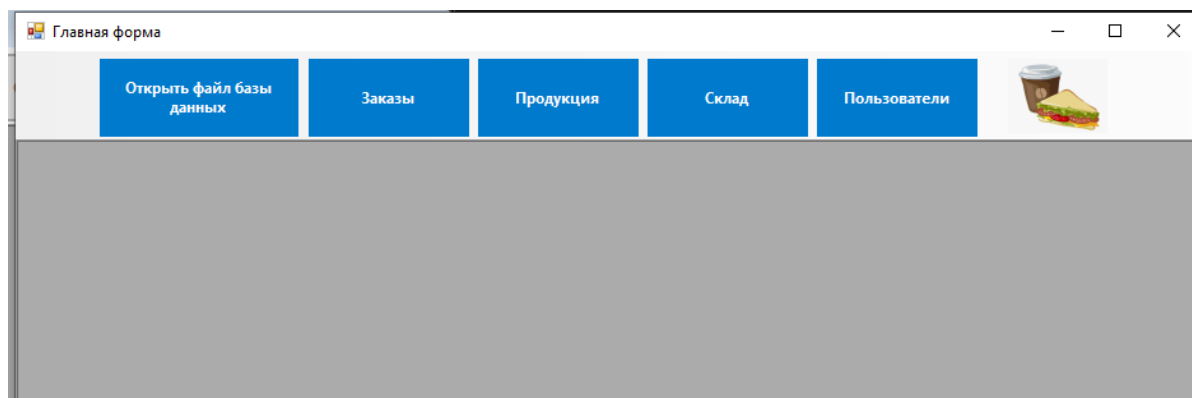 Главная форма
Открыть файл базы
данных
Заказы
Продукция
Склад
Пользователи